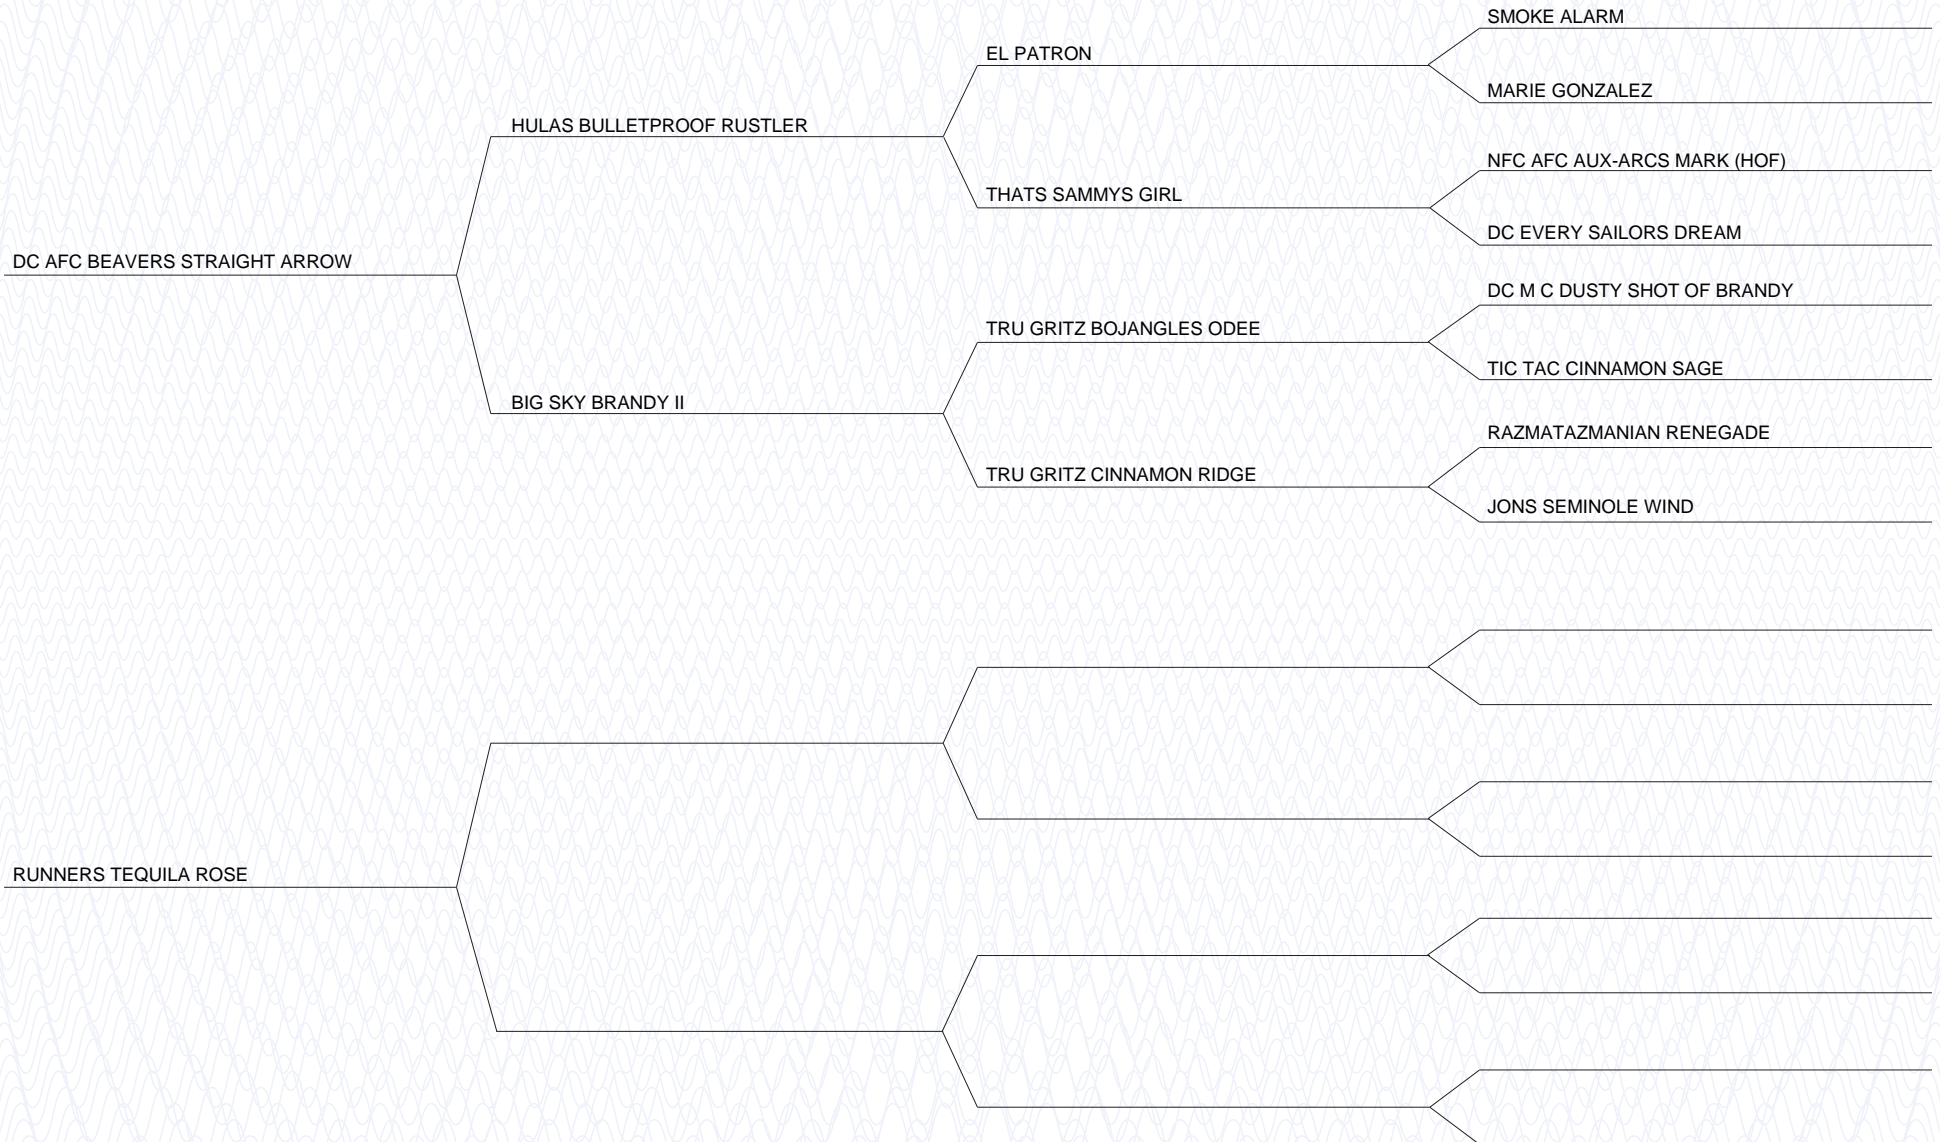 SMOKE ALARM
EL PATRON
MARIE GONZALEZ
HULAS BULLETPROOF RUSTLER
NFC AFC AUX-ARCS MARK (HOF)
THATS SAMMYS GIRL
DC EVERY SAILORS DREAM
DC AFC BEAVERS STRAIGHT ARROW
DC M C DUSTY SHOT OF BRANDY
TRU GRITZ BOJANGLES ODEE
TIC TAC CINNAMON SAGE
BIG SKY BRANDY II
RAZMATAZMANIAN RENEGADE
TRU GRITZ CINNAMON RIDGE
JONS SEMINOLE WIND
RUNNERS TEQUILA ROSE